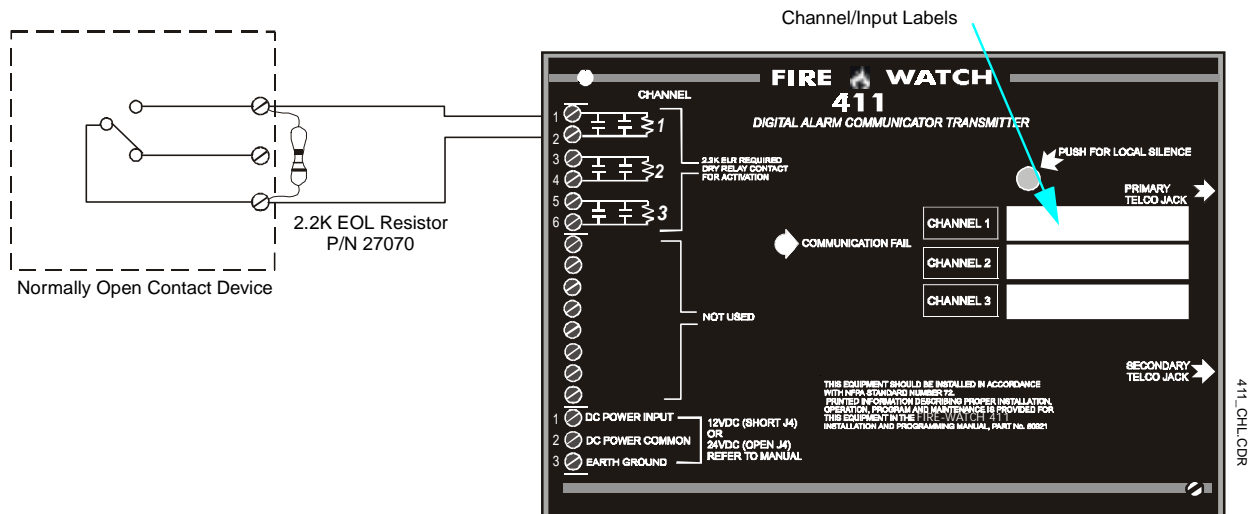 Channel/Input Labels
FIRE WATCH
411
DIGITAL ALARM COMMUNICATOR TRANSMITTER
CHANNEL
1
2
3
4
5
6
1
2
3
2.2K ELR REQUIRED
DRY RELAY CONTACT
FOR ACTIVATION
PUSH FOR LOCAL SILENCE
PRIMARY
TELCO JACK
CHANNEL 1
CHANNEL 2
CHANNEL 3
COMMUNICATION FAIL
2.2K EOL Resistor
P/N 27070
Normally Open Contact Device
NOT USED
SECONDARY
TELCO JACK
THIS EQUIPMENT SHOULD BE INSTALLED IN ACCORDANCE
WITH NFPA STANDARD NUMBER 72.
PRINTED INFORMATION DESCRIBING PROPER INSTALLATION,
OPERATION, PROGRAM AND MAINTENANCE IS PROVIDED FOR
THIS EQUIPMENT IN THE FIRE-WATCH 411
INSTALLATION AND PROGRAMMING MANUAL, PART No. 50921
1 DC POWER INPUT
2 DC POWER COMMON
3 EARTH GROUND
12VDC (SHORT J4)
OR
24VDC (OPEN J4)
REFER TO MANUAL
411_CHL.CDR